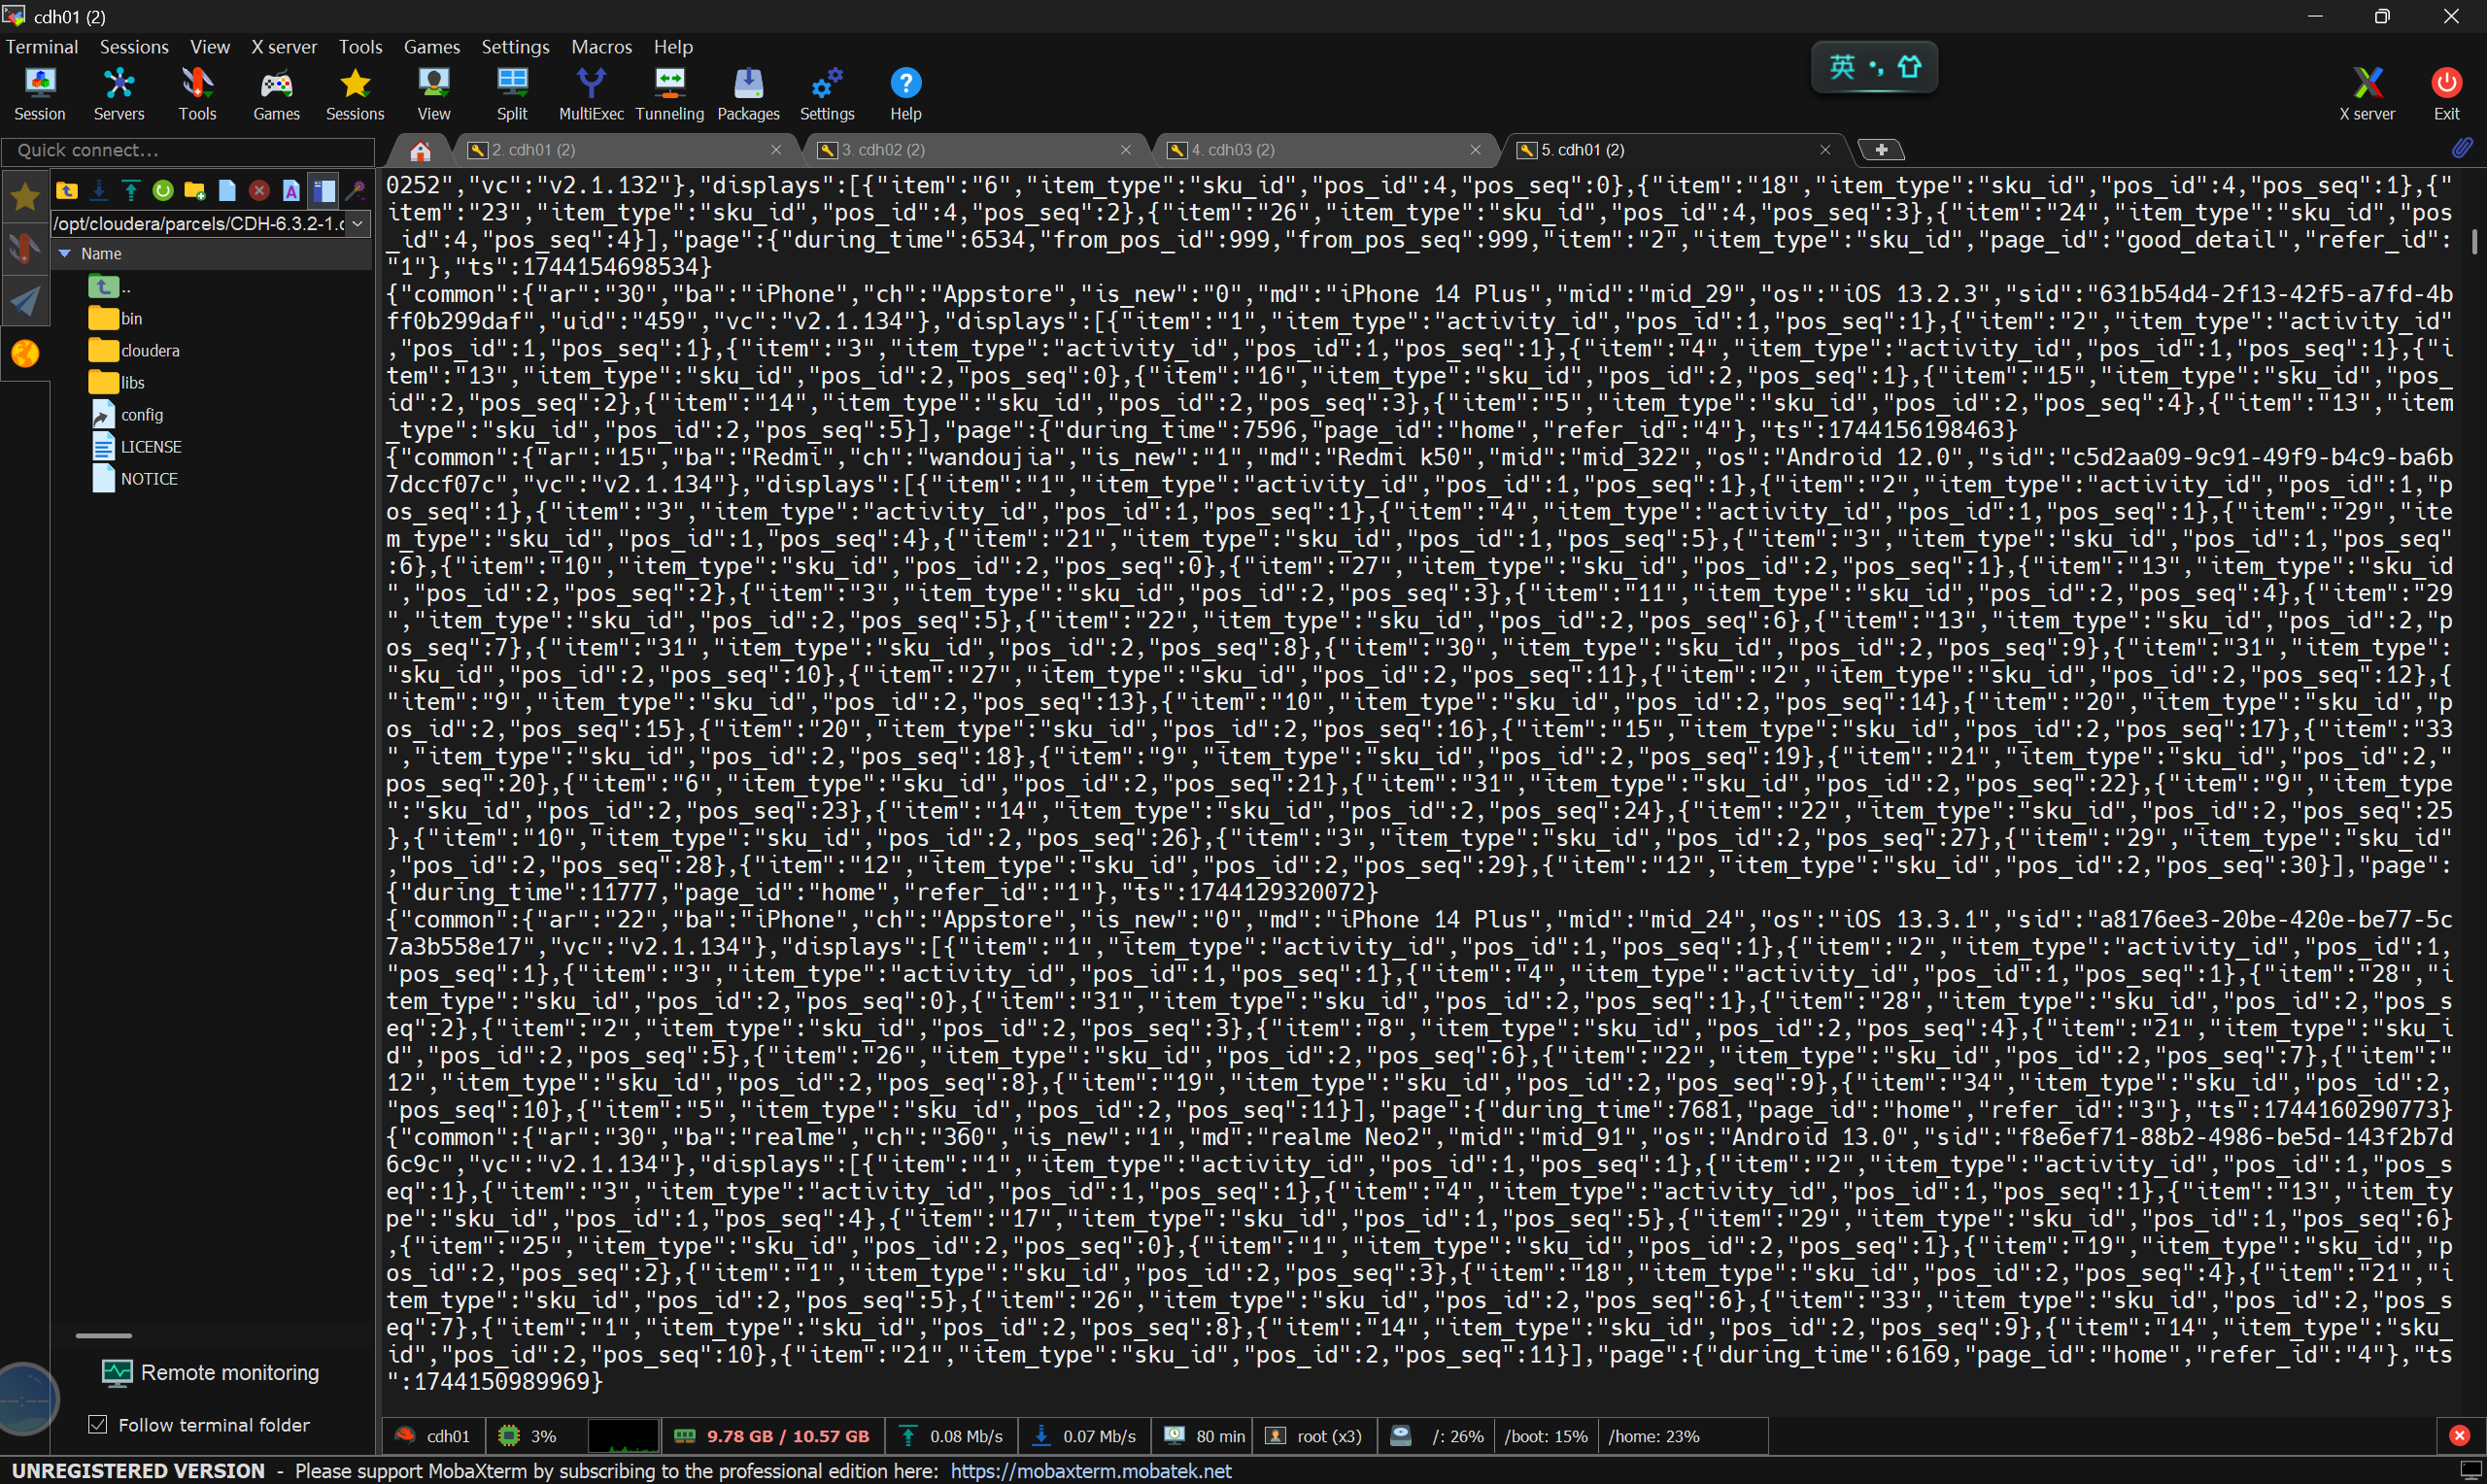 cdh01 (2)
Terminal Sessions View X server Tools Games Settings Macros Help
英
Session Servers Tools Games Sessions View Split MultiExec Tunneling Packages Settings Help X server Exit
Quick connect...
2. cdh01 (2) 3. cdh02 (2) 4. cdh03 (2) 5. cdh01 (2)
/opt/cloudera/parcels/CDH-6.3.2-1.c
Name
..
bin
cloudera
libs
config
LICENSE
NOTICE
0252","vc":"v2.1.132"},"displays":[{"item":"6","item_type":"sku_id","pos_id":4,"pos_seq":0},{"item":"18","item_type":"sku_id","pos_id":4,"pos_seq":1},{"
item":"23","item_type":"sku_id","pos_id":4,"pos_seq":2},{"item":"26","item_type":"sku_id","pos_id":4,"pos_seq":3},{"item":"24","item_type":"sku_id","pos
_id":4,"pos_seq":4}],"page":{"during_time":6534,"from_pos_id":999,"from_pos_seq":999,"item":"2","item_type":"sku_id","page_id":"good_detail","refer_id":
"1"},"ts":1744154698534}
{"common":{"ar":"30","ba":"iPhone","ch":"Appstore","is_new":"0","md":"iPhone 14 Plus","mid":"mid_29","os":"iOS 13.2.3","sid":"631b54d4-2f13-42f5-a7fd-4b
ff0b299daf","uid":"459","vc":"v2.1.134"},"displays":[{"item":"1","item_type":"activity_id","pos_id":1,"pos_seq":1},{"item":"2","item_type":"activity_id"
,"pos_id":1,"pos_seq":1},{"item":"3","item_type":"activity_id","pos_id":1,"pos_seq":1},{"item":"4","item_type":"activity_id","pos_id":1,"pos_seq":1},{"i
tem":"13","item_type":"sku_id","pos_id":2,"pos_seq":0},{"item":"16","item_type":"sku_id","pos_id":2,"pos_seq":1},{"item":"15","item_type":"sku_id","pos_
id":2,"pos_seq":2},{"item":"14","item_type":"sku_id","pos_id":2,"pos_seq":3},{"item":"5","item_type":"sku_id","pos_id":2,"pos_seq":4},{"item":"13","item
_type":"sku_id","pos_id":2,"pos_seq":5}],"page":{"during_time":7596,"page_id":"home","refer_id":"4"},"ts":1744156198463}
{"common":{"ar":"15","ba":"Redmi","ch":"wandoujia","is_new":"1","md":"Redmi k50","mid":"mid_322","os":"Android 12.0","sid":"c5d2aa09-9c91-49f9-b4c9-ba6b
7dccf07c","vc":"v2.1.134"},"displays":[{"item":"1","item_type":"activity_id","pos_id":1,"pos_seq":1},{"item":"2","item_type":"activity_id","pos_id":1,"p
os_seq":1},{"item":"3","item_type":"activity_id","pos_id":1,"pos_seq":1},{"item":"4","item_type":"activity_id","pos_id":1,"pos_seq":1},{"item":"29","ite
m_type":"sku_id","pos_id":1,"pos_seq":4},{"item":"21","item_type":"sku_id","pos_id":1,"pos_seq":5},{"item":"3","item_type":"sku_id","pos_id":1,"pos_seq"
:6},{"item":"10","item_type":"sku_id","pos_id":2,"pos_seq":0},{"item":"27","item_type":"sku_id","pos_id":2,"pos_seq":1},{"item":"13","item_type":"sku_id
","pos_id":2,"pos_seq":2},{"item":"3","item_type":"sku_id","pos_id":2,"pos_seq":3},{"item":"11","item_type":"sku_id","pos_id":2,"pos_seq":4},{"item":"29
","item_type":"sku_id","pos_id":2,"pos_seq":5},{"item":"22","item_type":"sku_id","pos_id":2,"pos_seq":6},{"item":"13","item_type":"sku_id","pos_id":2,"p
os_seq":7},{"item":"31","item_type":"sku_id","pos_id":2,"pos_seq":8},{"item":"30","item_type":"sku_id","pos_id":2,"pos_seq":9},{"item":"31","item_type":
"sku_id","pos_id":2,"pos_seq":10},{"item":"27","item_type":"sku_id","pos_id":2,"pos_seq":11},{"item":"2","item_type":"sku_id","pos_id":2,"pos_seq":12},{
"item":"9","item_type":"sku_id","pos_id":2,"pos_seq":13},{"item":"10","item_type":"sku_id","pos_id":2,"pos_seq":14},{"item":"20","item_type":"sku_id","p
os_id":2,"pos_seq":15},{"item":"20","item_type":"sku_id","pos_id":2,"pos_seq":16},{"item":"15","item_type":"sku_id","pos_id":2,"pos_seq":17},{"item":"33
","item_type":"sku_id","pos_id":2,"pos_seq":18},{"item":"9","item_type":"sku_id","pos_id":2,"pos_seq":19},{"item":"21","item_type":"sku_id","pos_id":2,"
pos_seq":20},{"item":"6","item_type":"sku_id","pos_id":2,"pos_seq":21},{"item":"31","item_type":"sku_id","pos_id":2,"pos_seq":22},{"item":"9","item_type
":"sku_id","pos_id":2,"pos_seq":23},{"item":"14","item_type":"sku_id","pos_id":2,"pos_seq":24},{"item":"22","item_type":"sku_id","pos_id":2,"pos_seq":25
},{"item":"10","item_type":"sku_id","pos_id":2,"pos_seq":26},{"item":"3","item_type":"sku_id","pos_id":2,"pos_seq":27},{"item":"29","item_type":"sku_id"
,"pos_id":2,"pos_seq":28},{"item":"12","item_type":"sku_id","pos_id":2,"pos_seq":29},{"item":"12","item_type":"sku_id","pos_id":2,"pos_seq":30}],"page":
{"during_time":11777,"page_id":"home","refer_id":"1"},"ts":1744129320072}
{"common":{"ar":"22","ba":"iPhone","ch":"Appstore","is_new":"0","md":"iPhone 14 Plus","mid":"mid_24","os":"iOS 13.3.1","sid":"a8176ee3-20be-420e-be77-5c
7a3b558e17","vc":"v2.1.134"},"displays":[{"item":"1","item_type":"activity_id","pos_id":1,"pos_seq":1},{"item":"2","item_type":"activity_id","pos_id":1,
"pos_seq":1},{"item":"3","item_type":"activity_id","pos_id":1,"pos_seq":1},{"item":"4","item_type":"activity_id","pos_id":1,"pos_seq":1},{"item":"28","i
tem_type":"sku_id","pos_id":2,"pos_seq":0},{"item":"31","item_type":"sku_id","pos_id":2,"pos_seq":1},{"item":"28","item_type":"sku_id","pos_id":2,"pos_s
eq":2},{"item":"2","item_type":"sku_id","pos_id":2,"pos_seq":3},{"item":"8","item_type":"sku_id","pos_id":2,"pos_seq":4},{"item":"21","item_type":"sku_i
d","pos_id":2,"pos_seq":5},{"item":"26","item_type":"sku_id","pos_id":2,"pos_seq":6},{"item":"22","item_type":"sku_id","pos_id":2,"pos_seq":7},{"item":"
12","item_type":"sku_id","pos_id":2,"pos_seq":8},{"item":"19","item_type":"sku_id","pos_id":2,"pos_seq":9},{"item":"34","item_type":"sku_id","pos_id":2,
"pos_seq":10},{"item":"5","item_type":"sku_id","pos_id":2,"pos_seq":11}],"page":{"during_time":7681,"page_id":"home","refer_id":"3"},"ts":1744160290773}
{"common":{"ar":"30","ba":"realme","ch":"360","is_new":"1","md":"realme Neo2","mid":"mid_91","os":"Android 13.0","sid":"f8e6ef71-88b2-4986-be5d-143f2b7d
6c9c","vc":"v2.1.134"},"displays":[{"item":"1","item_type":"activity_id","pos_id":1,"pos_seq":1},{"item":"2","item_type":"activity_id","pos_id":1,"pos_s
eq":1},{"item":"3","item_type":"activity_id","pos_id":1,"pos_seq":1},{"item":"4","item_type":"activity_id","pos_id":1,"pos_seq":1},{"item":"13","item_ty
pe":"sku_id","pos_id":1,"pos_seq":4},{"item":"17","item_type":"sku_id","pos_id":1,"pos_seq":5},{"item":"29","item_type":"sku_id","pos_id":1,"pos_seq":6}
,{"item":"25","item_type":"sku_id","pos_id":2,"pos_seq":0},{"item":"1","item_type":"sku_id","pos_id":2,"pos_seq":1},{"item":"19","item_type":"sku_id","p
os_id":2,"pos_seq":2},{"item":"1","item_type":"sku_id","pos_id":2,"pos_seq":3},{"item":"18","item_type":"sku_id","pos_id":2,"pos_seq":4},{"item":"21","i
tem_type":"sku_id","pos_id":2,"pos_seq":5},{"item":"26","item_type":"sku_id","pos_id":2,"pos_seq":6},{"item":"33","item_type":"sku_id","pos_id":2,"pos_s
eq":7},{"item":"1","item_type":"sku_id","pos_id":2,"pos_seq":8},{"item":"14","item_type":"sku_id","pos_id":2,"pos_seq":9},{"item":"14","item_type":"sku_
id","pos_id":2,"pos_seq":10},{"item":"21","item_type":"sku_id","pos_id":2,"pos_seq":11}],"page":{"during_time":6169,"page_id":"home","refer_id":"4"},"ts
":1744150989969}
Remote monitoring
Follow terminal folder
cdh01 3% 9.78 GB / 10.57 GB 0.08 Mb/s 0.07 Mb/s 80 min root (x3) /: 26% /boot: 15% /home: 23%
UNREGISTERED VERSION - Please support MobaXterm by subscribing to the professional edition here: https://mobaxterm.mobatek.net